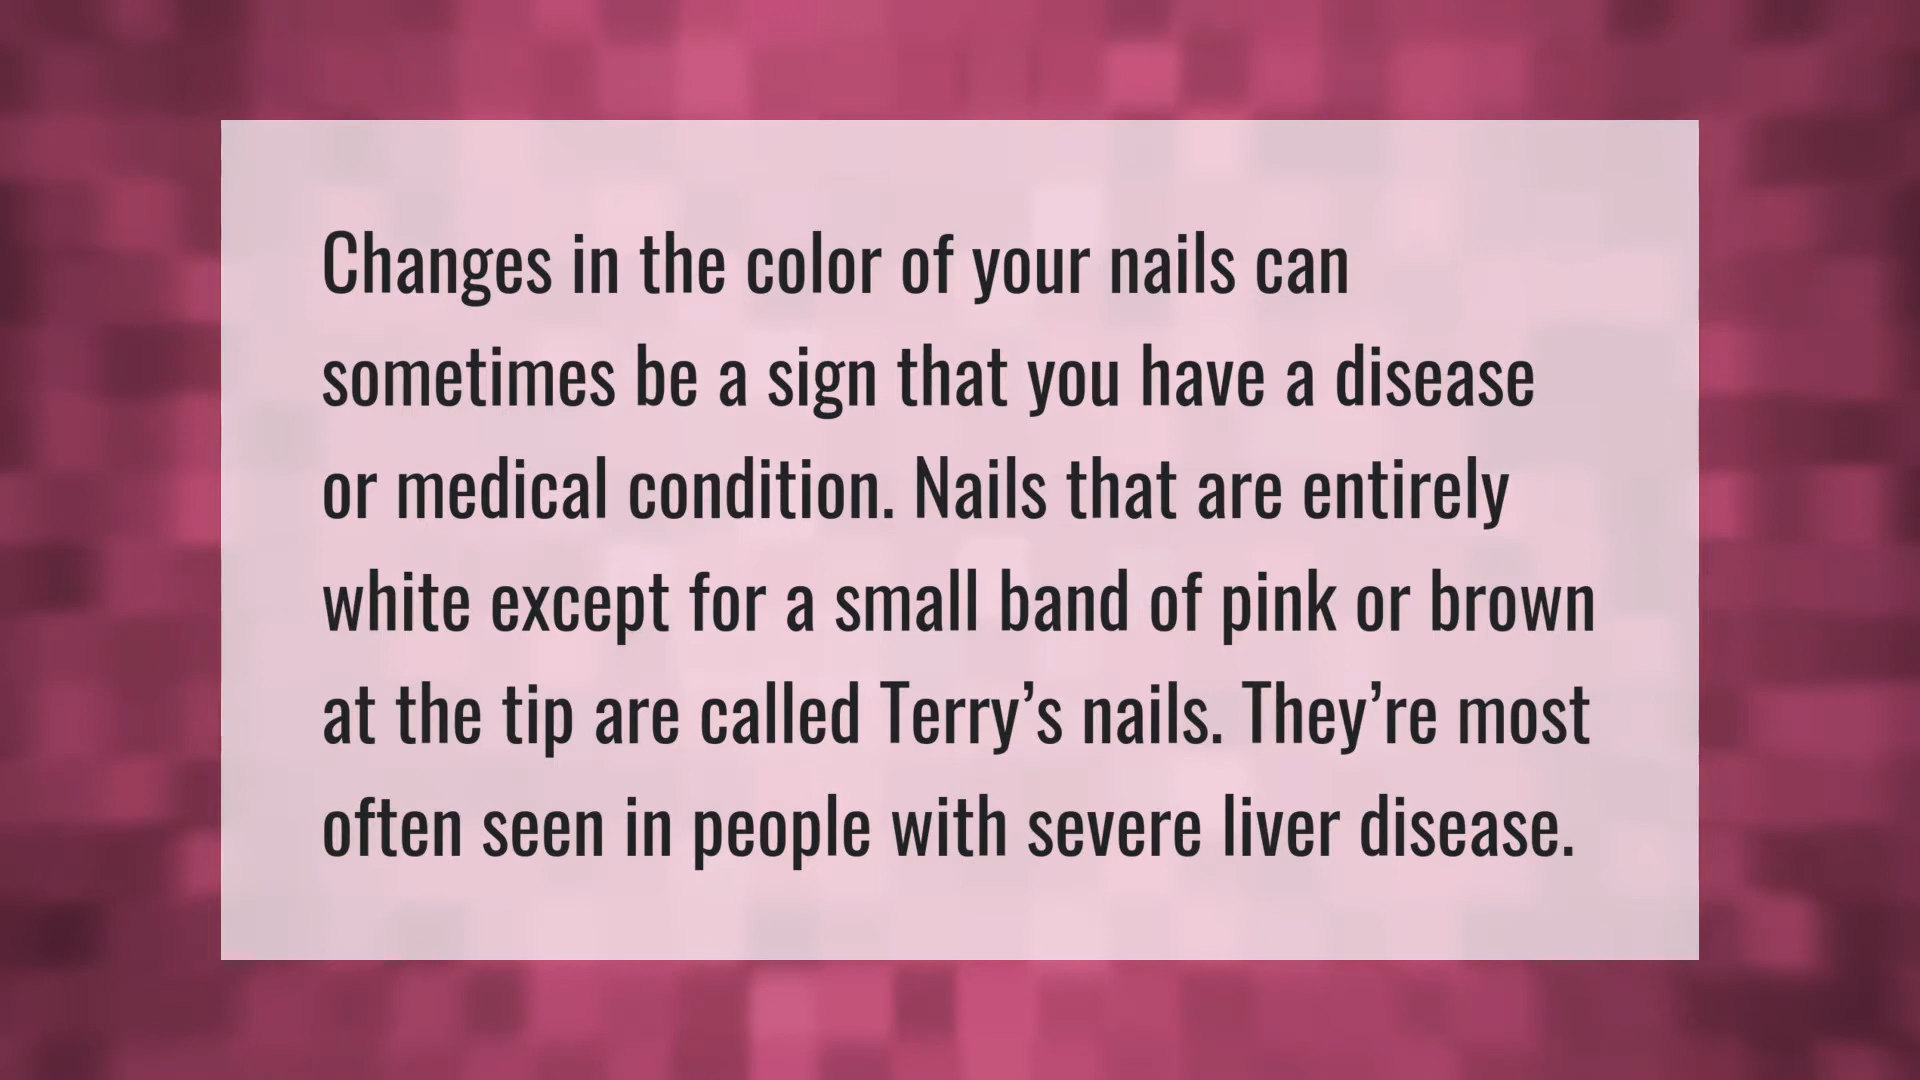 Changes in the color of your nails can
sometimes be a sign that you have a disease
or medical condition. Nails that are entirely
white except for a small band of pink or brown
at the tip are called Terry’s nails. They’re most
often seen in people with severe liver disease.